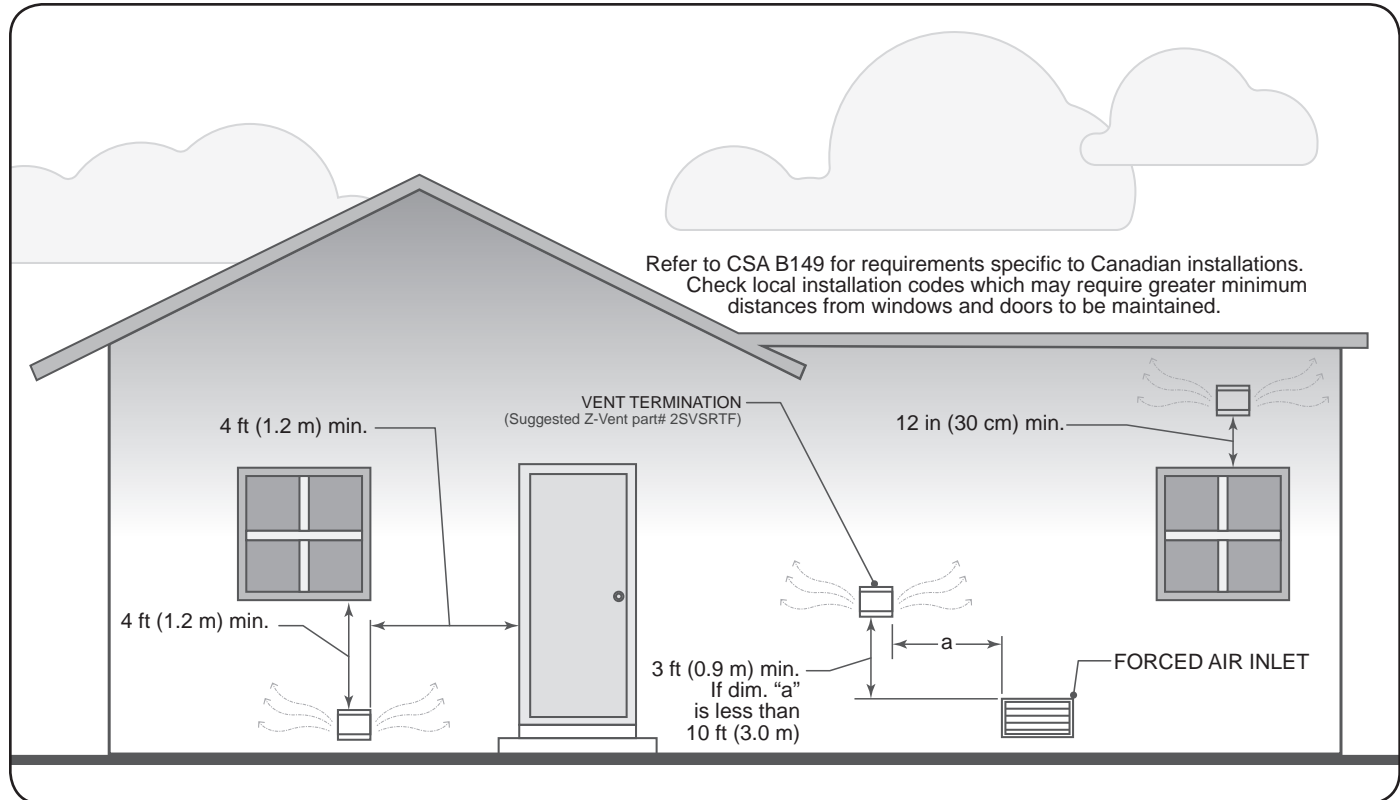 Refer to CSA B149 for requirements specific to Canadian installations.
Check local installation codes which may require greater minimum
distances from windows and doors to be maintained.
VENT TERMINATION
(Suggested Z-Vent part# 2SVSRTF)
4 ft (1.2 m) min.
12 in (30 cm) min.
4 ft (1.2 m) min.
a
3 ft (0.9 m) min.
If dim. “a”
is less than
10 ft (3.0 m)
FORCED AIR INLET